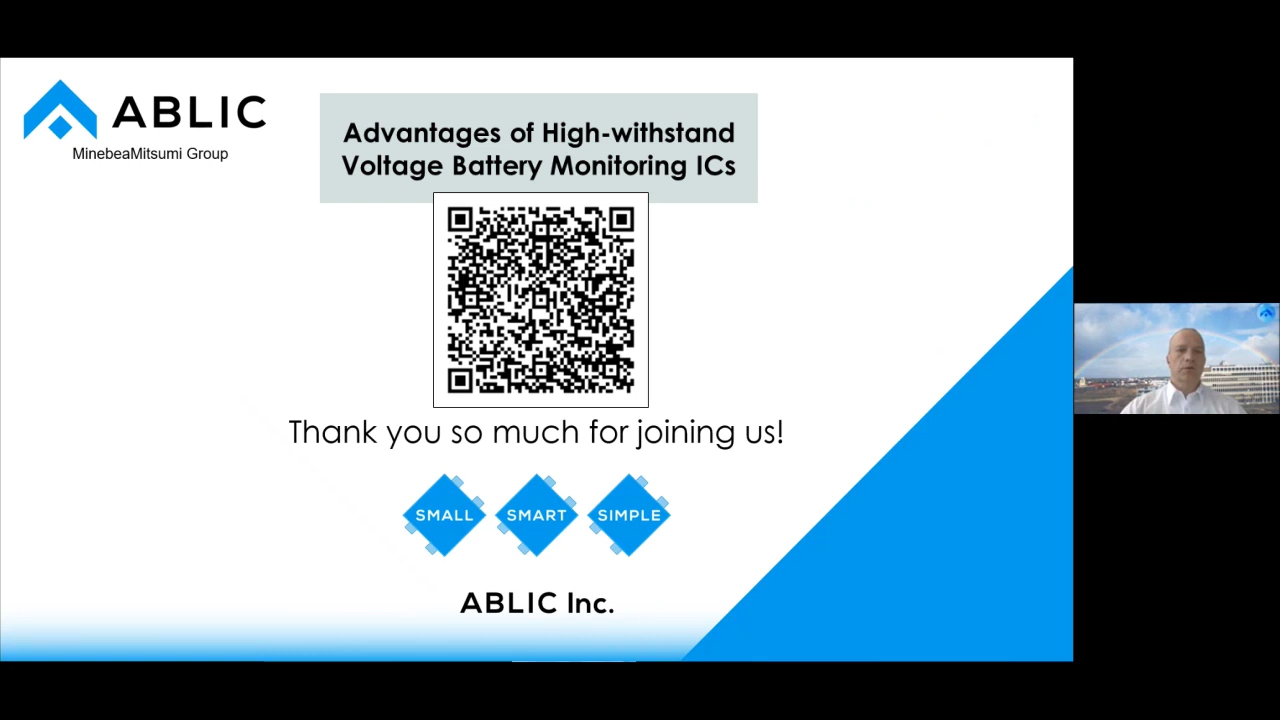 ABLIC
MinebeaMitsumi Group
Advantages of High-withstand
Voltage Battery Monitoring ICs
Thank you so much for joining us!
SMALL SMART SIMPLE
ABLIC Inc.